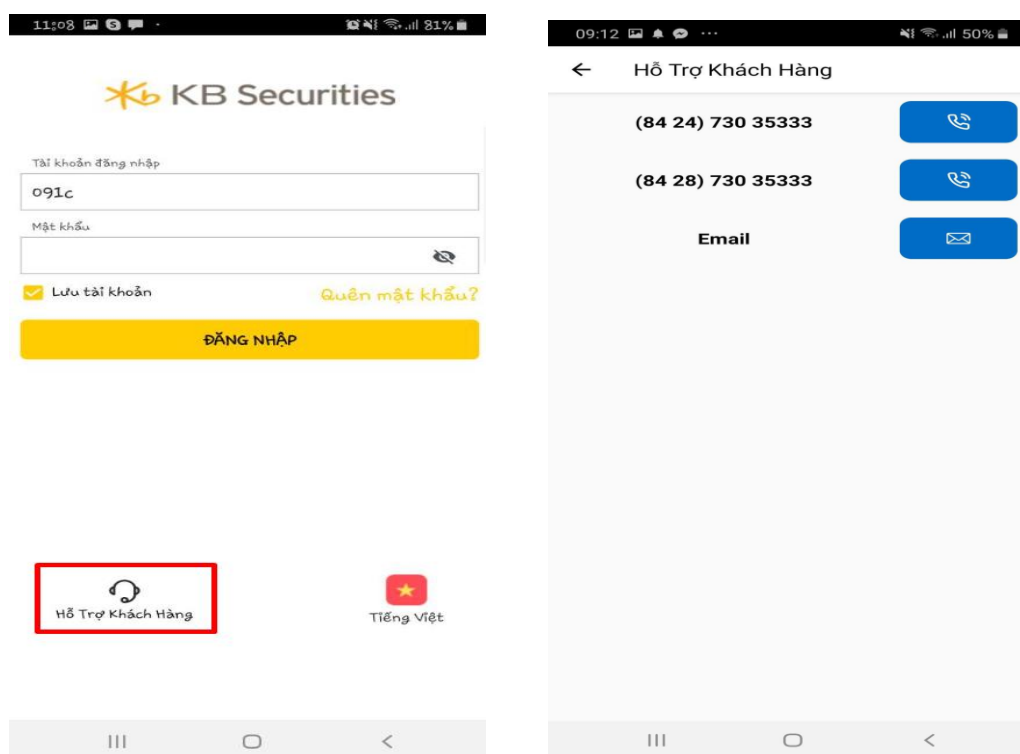 11:08
81%
KB Securities
Tài khoản đăng nhập
091c
Mật khẩu
Lưu tài khoản
Quên mật khẩu?
ĐĂNG NHẬP
Hỗ Trợ Khách Hàng
Tiếng Việt
09:12
50%
Hỗ Trợ Khách Hàng
(84 24) 730 35333
(84 28) 730 35333
Email